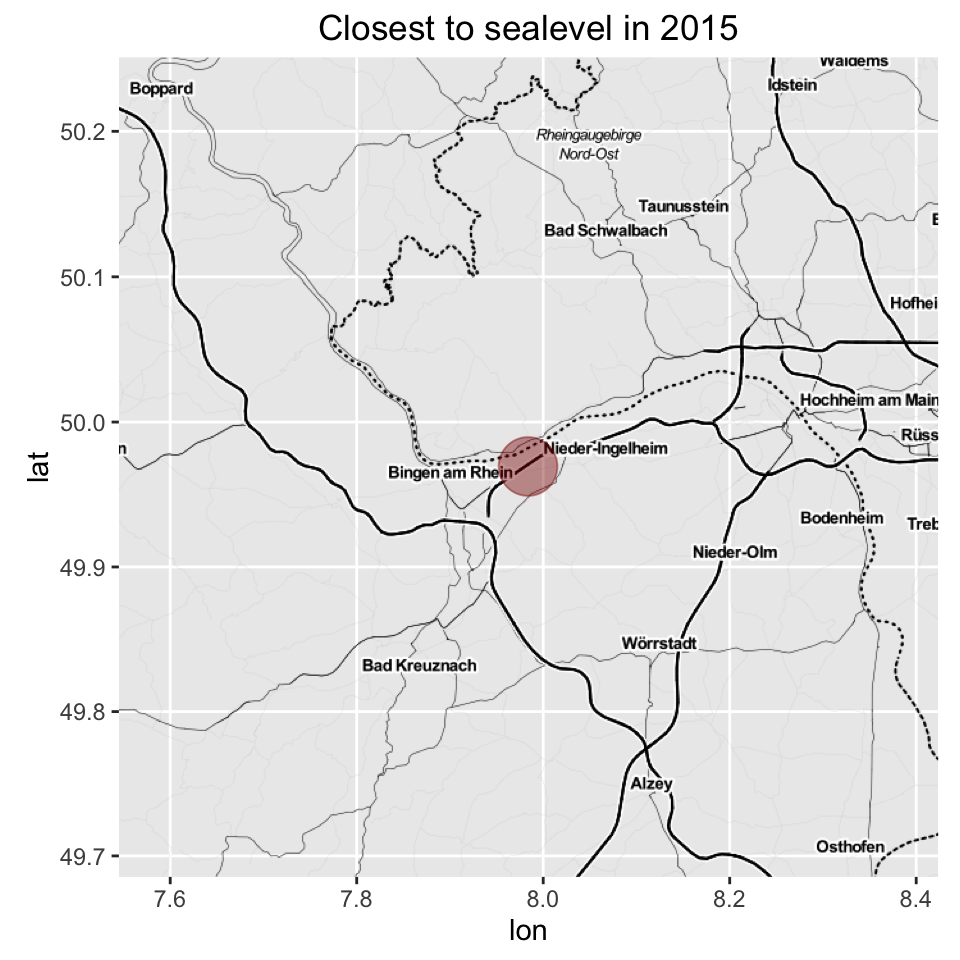 Closest to sealevel in 2015
Waldems
Boppard
Idstein
50.2
Rheingaugebirge
Nord-Ost
Taunusstein
Bad Schwalbach
E
50.1
Hofhei
Hochheim am Main
50.0
Rüss
n
Nieder-Ingelheim
Bingen am Rhein
lat
Bodenheim
Treb
Nieder-Olm
49.9
Wörrstadt
Bad Kreuznach
49.8
Alzey
Osthofen
49.7
7.6 7.8 8.0 8.2 8.4
lon